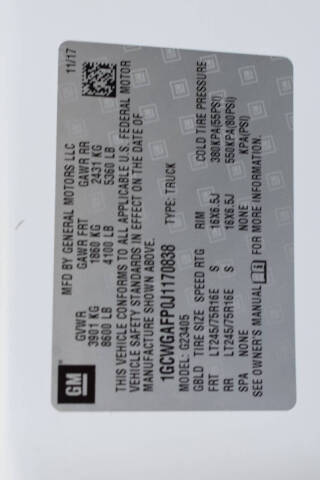 MFD BY GENERAL MOTORS LLC 11/17
GVWR GAWR FRT GAWR RR
3901 KG 1860 KG 2431 KG
8600 LB 4100 LB 5360 LB
GM
THIS VEHICLE CONFORMS TO ALL APPLICABLE U.S. FEDERAL MOTOR
VEHICLE SAFETY STANDARDS IN EFFECT ON THE DATE OF
MANUFACTURE SHOWN ABOVE.
1GCWGAFP0J1170838 TYPE: TRUCK
MODEL: G23405
GBLD TIRE SIZE SPEED RTG RIM COLD TIRE PRESSURE
FRT LT245/75R16E S 16X6.5J 380KPA(55PSI)
RR LT245/75R16E S 16X6.5J 550KPA(80PSI)
SPA NONE NONE KPA(PSI)
SEE OWNER'S MANUAL FOR MORE INFORMATION.